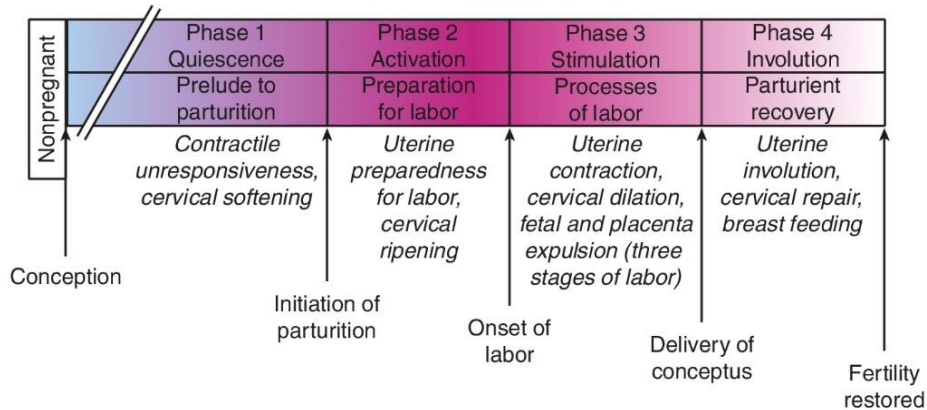 Nonpregnant
Phase 1
Quiescence
Phase 2
Activation
Phase 3
Stimulation
Phase 4
Involution
Prelude to
parturition
Preparation
for labor
Processes
of labor
Parturient
recovery
Contractile
unresponsiveness,
cervical softening
Uterine
preparedness
for labor,
cervical
ripening
Uterine
contraction,
cervical dilation,
fetal and placenta
expulsion (three
stages of labor)
Uterine
involution,
cervical repair,
breast feeding
Conception
Initiation of
parturition
Onset of
labor
Delivery of
conceptus
Fertility
restored